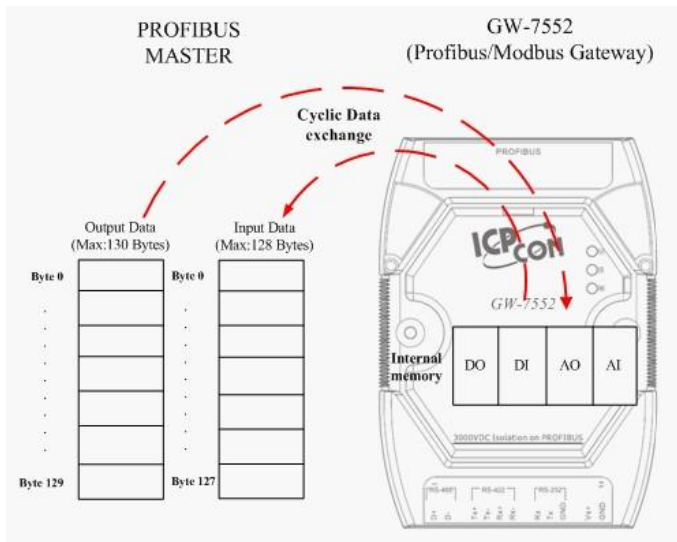 PROFIBUS
MASTER
GW-7552
(Profibus/Modbus Gateway)
Cyclic Data
exchange
PROFIBUS
Output Data
(Max:130 Bytes)
Input Data
(Max:128 Bytes)
ICP
CON
GW-7552
Byte 0
Byte 0
Internal
memory
DO
DI
AO
AI
3000VDC Isolation on PROFIBUS
Byte 129
Byte 127
RS-485
RS-422
RS-232
D+
D-
Tx+
Tx-
Rx+
Rx-
Rx
Tx
GND
Vs+
GND